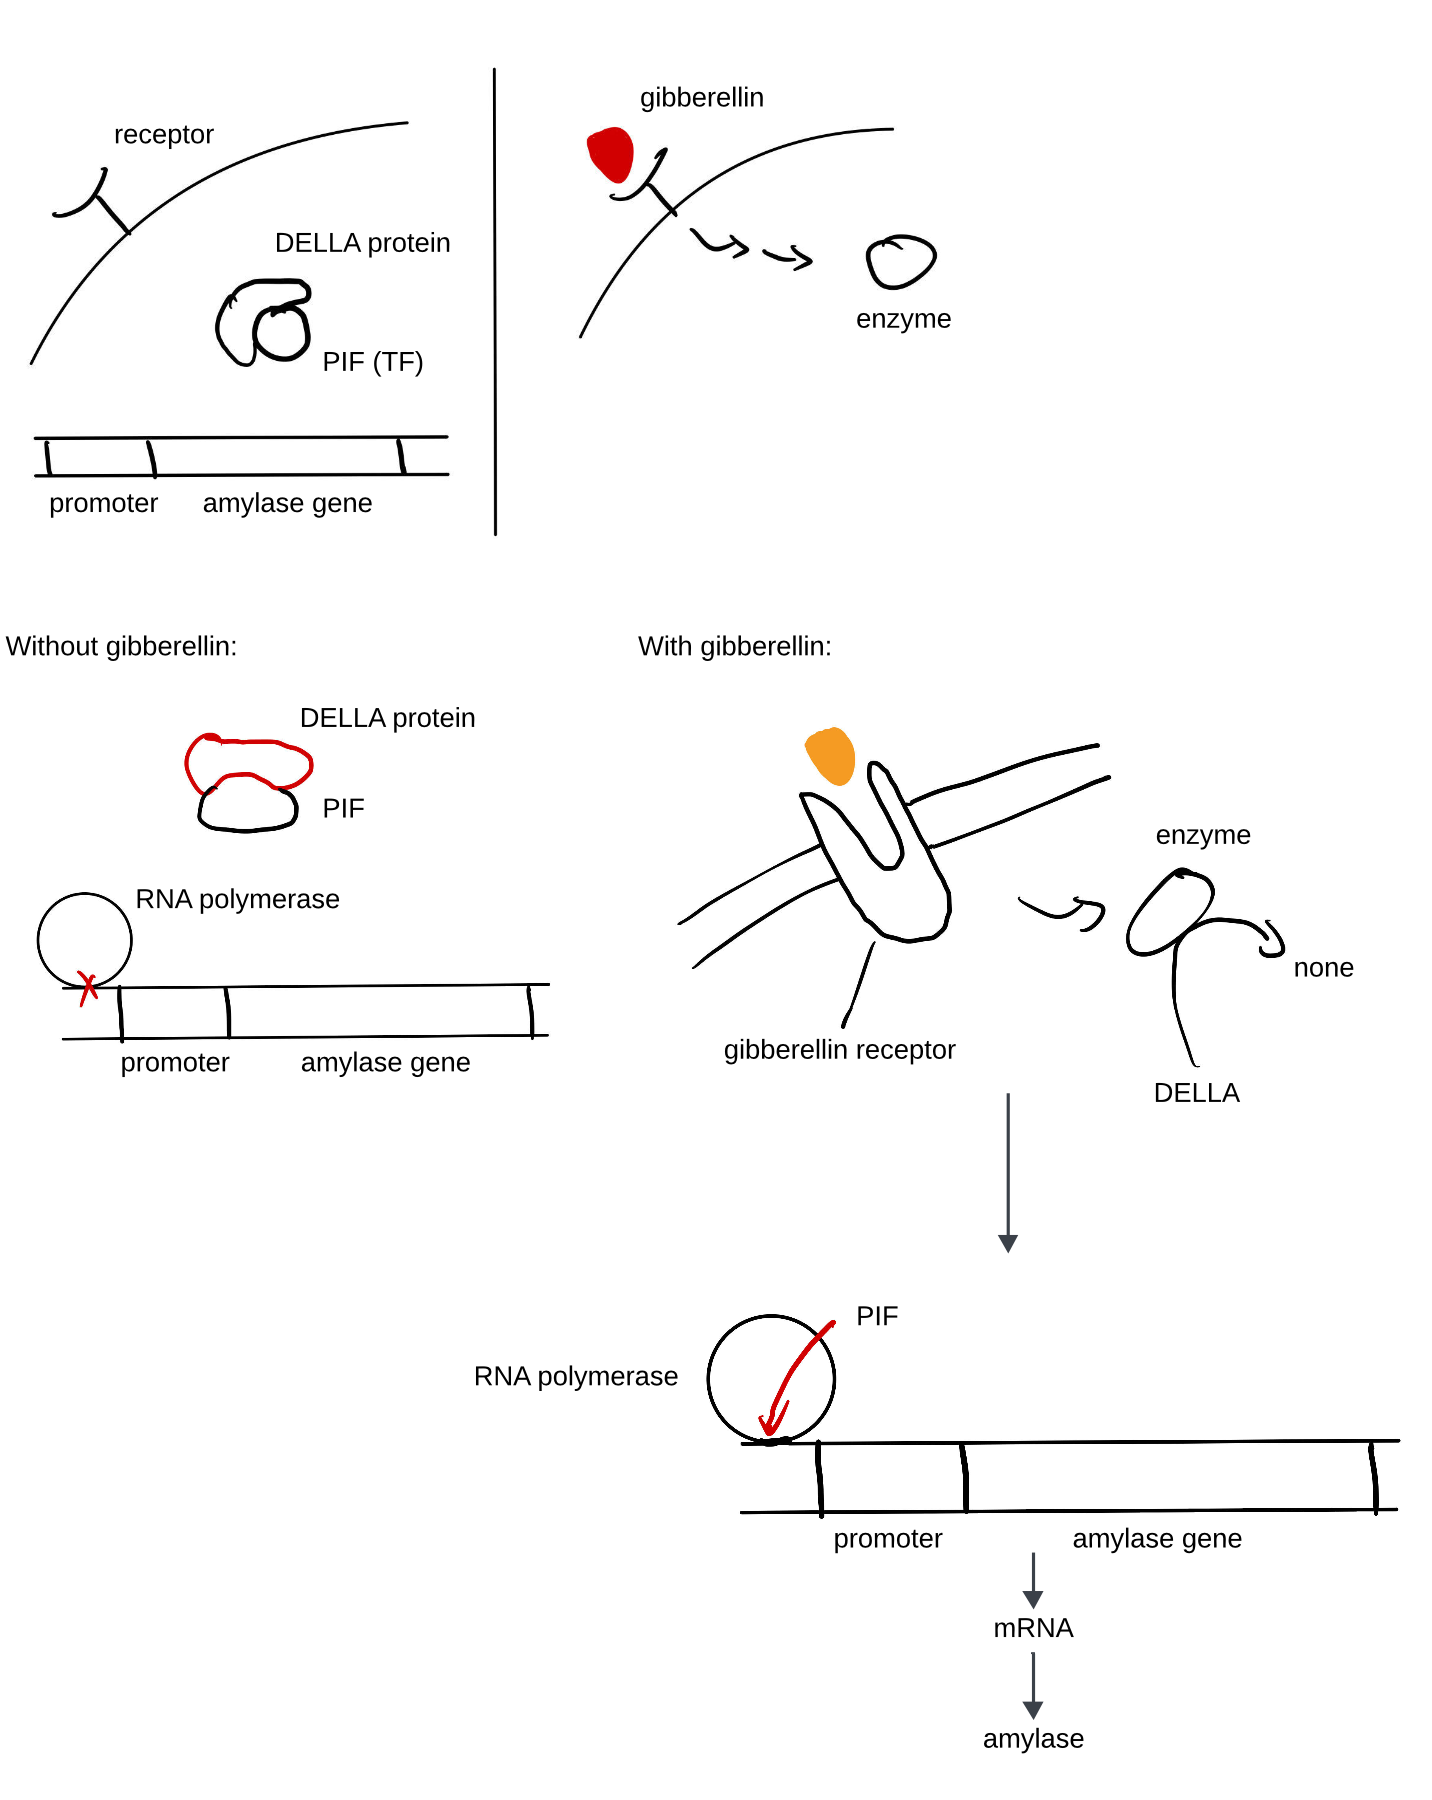 receptor
DELLA protein
PIF (TF)
promoter amylase gene
gibberellin
enzyme
Without gibberellin:
DELLA protein
PIF
RNA polymerase
promoter amylase gene
With gibberellin:
enzyme
none
gibberellin receptor
DELLA
PIF
RNA polymerase
promoter amylase gene
mRNA
amylase